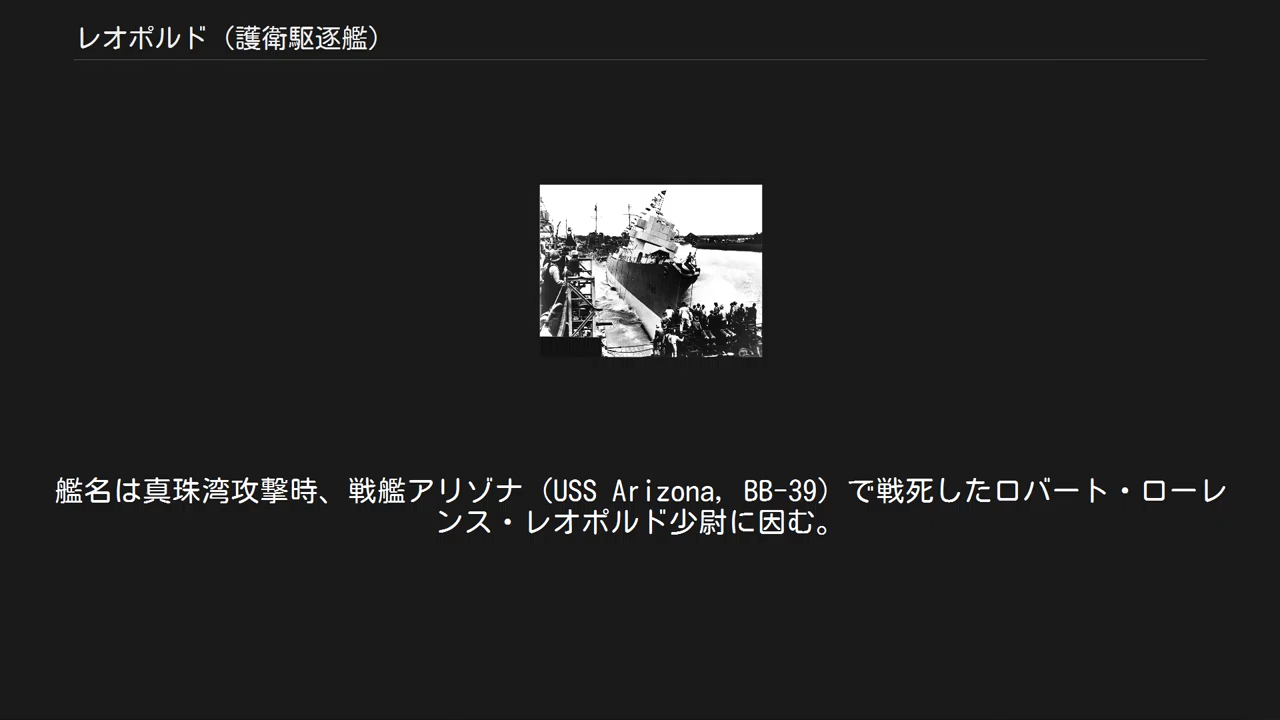 レオポルド（護衛駆逐艦）
艦名は真珠湾攻撃時、戦艦アリゾナ（USS Arizona, BB-39）で戦死したロバート・ローレ
ンス・レオポルド少尉に因む。